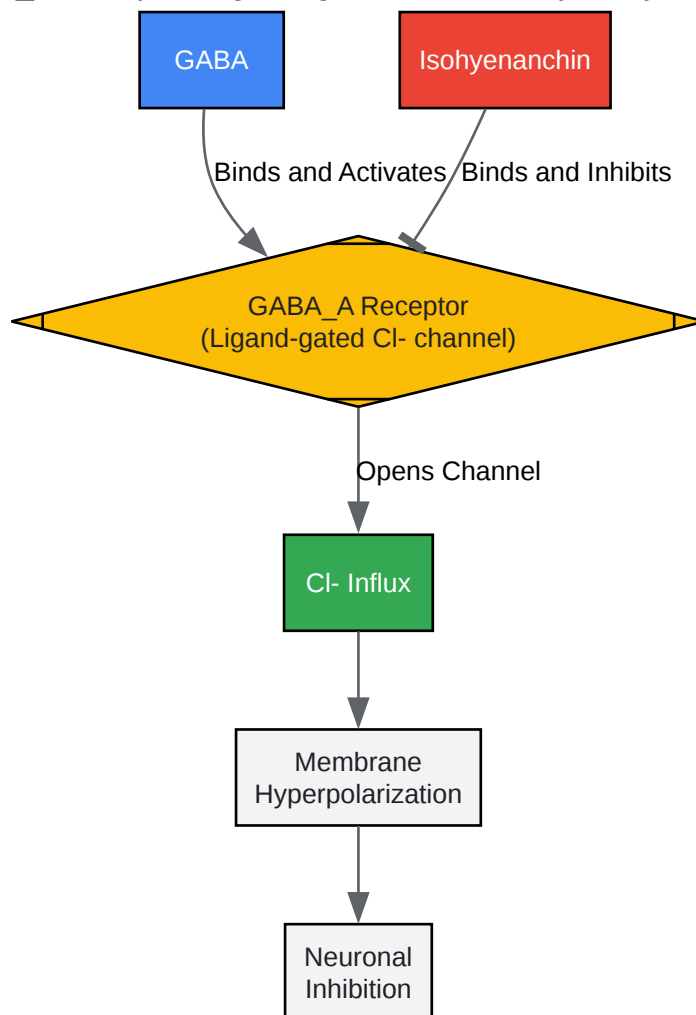 GABA
Isohyenanchin
Binds and Activates
Binds and Inhibits
GABA_A Receptor
(Ligand-gated Cl- channel)
Opens Channel
Cl- Influx
Membrane
Hyperpolarization
Neuronal
Inhibition